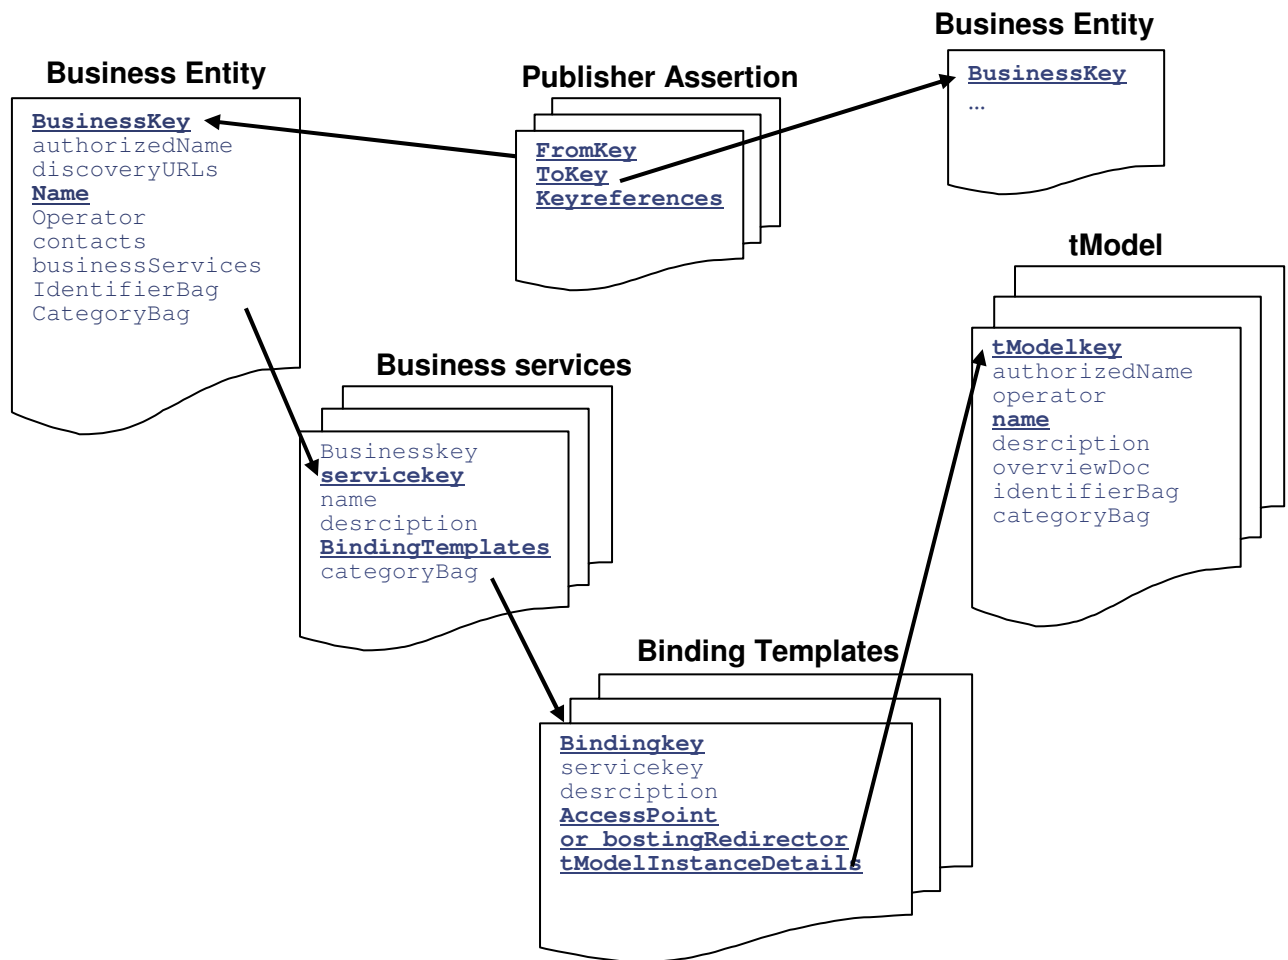 Business Entity
BusinessKey
authorizedName
discoveryURLs
Name
Operator
contacts
businessServices
IdentifierBag
CategoryBag
Publisher Assertion
FromKey
ToKey
Keyreferences
Business Entity
BusinessKey
...
Business services
Businesskey
servicekey
name
desrciption
BindingTemplates
categoryBag
tModel
tModelkey
authorizedName
operator
name
desrciption
overviewDoc
identifierBag
categoryBag
Binding Templates
Bindingkey
servicekey
desrciption
AccessPoint
or bostingRedirector
tModelInstanceDetails